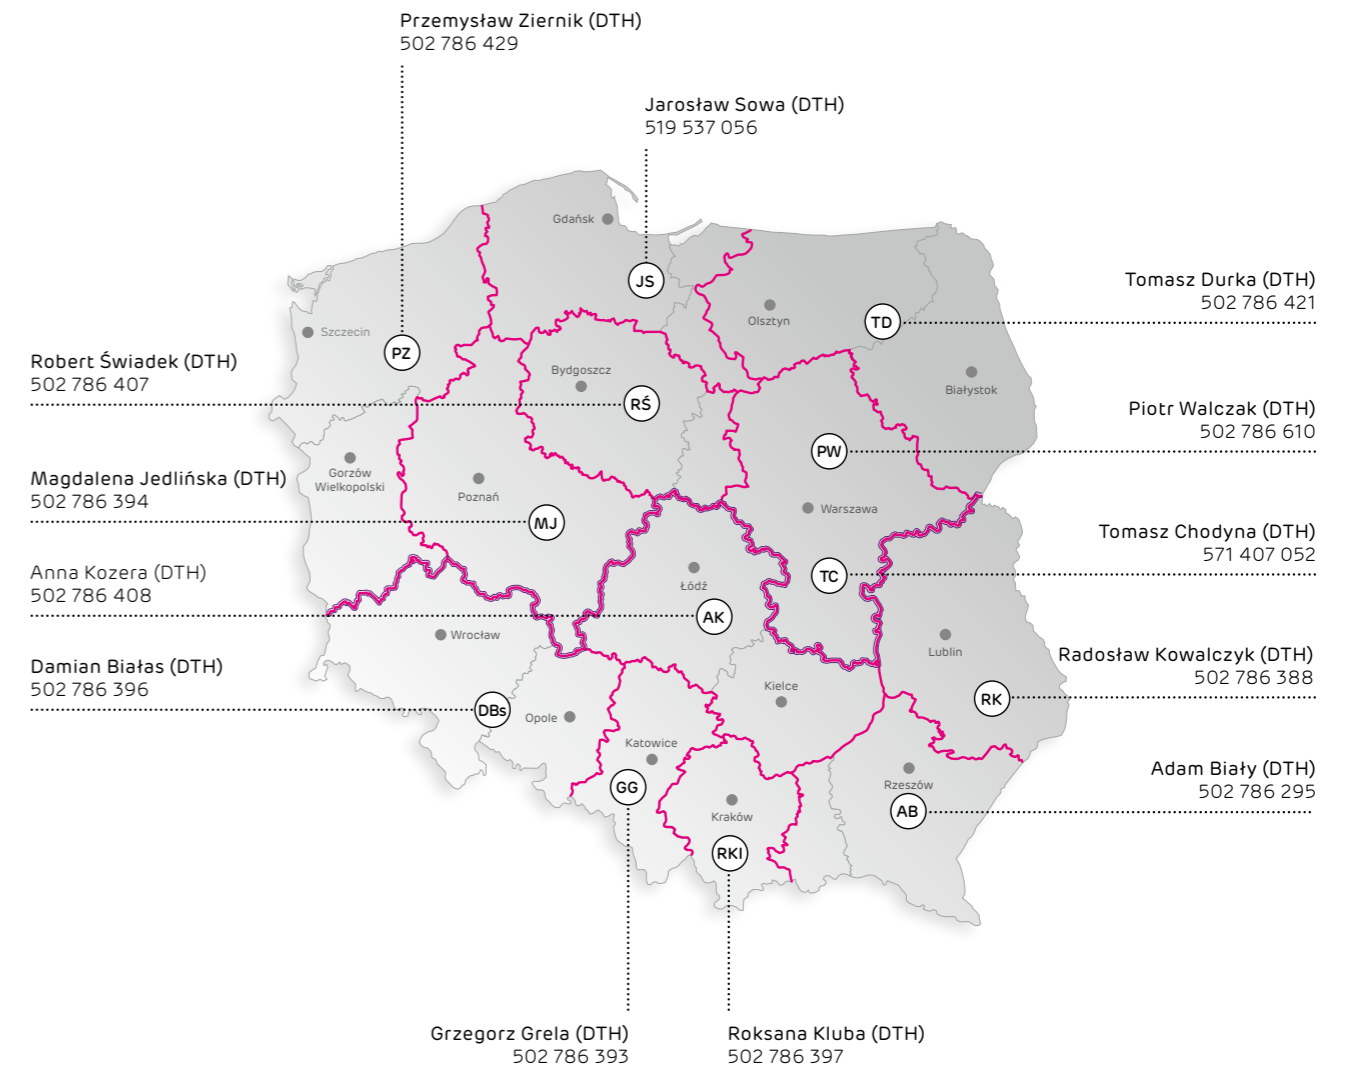 Przemysław Ziernik (DTH)
502 786 429
Jarosław Sowa (DTH)
519 537 056
Gdańsk
JS
Tomasz Durka (DTH)
502 786 421
Olsztyn
TD
Szczecin
PZ
Robert Świadek (DTH)
502 786 407
Bydgoszcz
RŚ
Białystok
Piotr Walczak (DTH)
502 786 610
PW
Gorzów
Wielkopolski
Magdalena Jedlińska (DTH)
502 786 394
Poznań
MJ
Warszawa
Tomasz Chodyna (DTH)
571 407 052
TC
Anna Kozera (DTH)
502 786 408
Łódź
AK
Wrocław
Lublin
Damian Białas (DTH)
502 786 396
Radosław Kowalczyk (DTH)
502 786 388
Kielce
RK
DBs
Opole
Katowice
GG
Adam Biały (DTH)
502 786 295
Rzeszów
AB
Kraków
RKI
Grzegorz Grela (DTH)
502 786 393
Roksana Kluba (DTH)
502 786 397